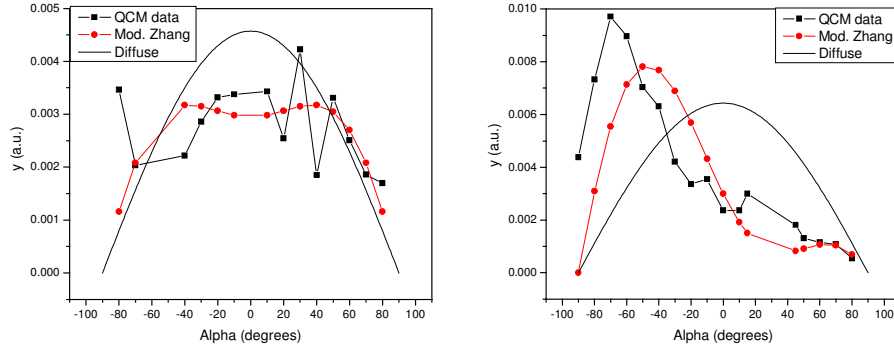 QCM data
Mod. Zhang
Diffuse
0.005
0.004
0.003
0.002
0.001
0.000
y (a.u.)
-100 -80 -60 -40 -20 0 20 40 60 80 100
Alpha (degrees)
QCM data
Mod. Zhang
Diffuse
0.010
0.008
0.006
0.004
0.002
0.000
y (a.u.)
-100 -80 -60 -40 -20 0 20 40 60 80 100
Alpha (degrees)